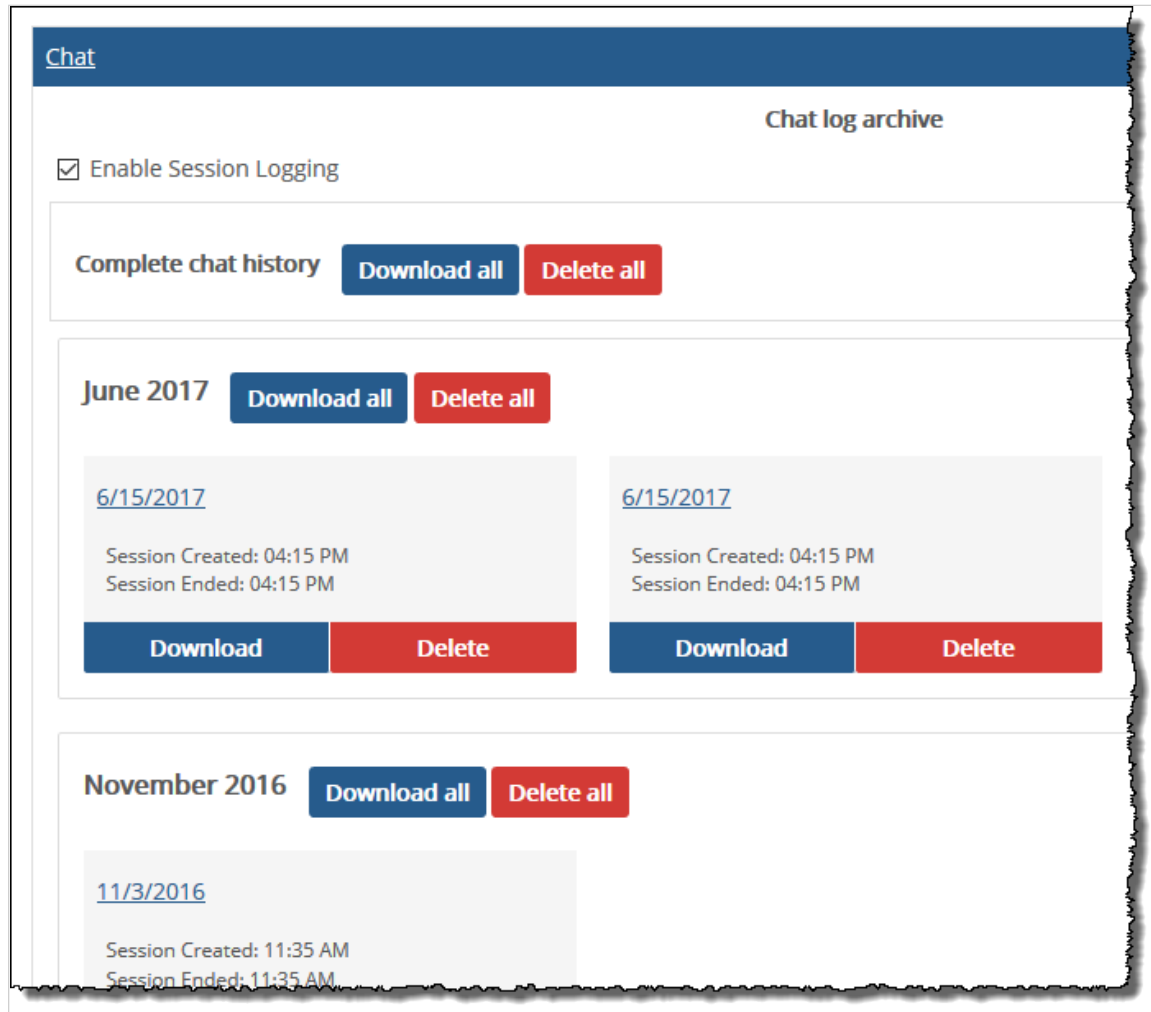 Chat
Chat log archive
Enable Session Logging
Complete chat history Download all Delete all
June 2017 Download all Delete all
6/15/2017 6/15/2017
Session Created: 04:15 PM Session Created: 04:15 PM
Session Ended: 04:15 PM Session Ended: 04:15 PM
Download Delete Download Delete
November 2016 Download all Delete all
11/3/2016
Session Created: 11:35 AM
Session Ended: 11:35 AM